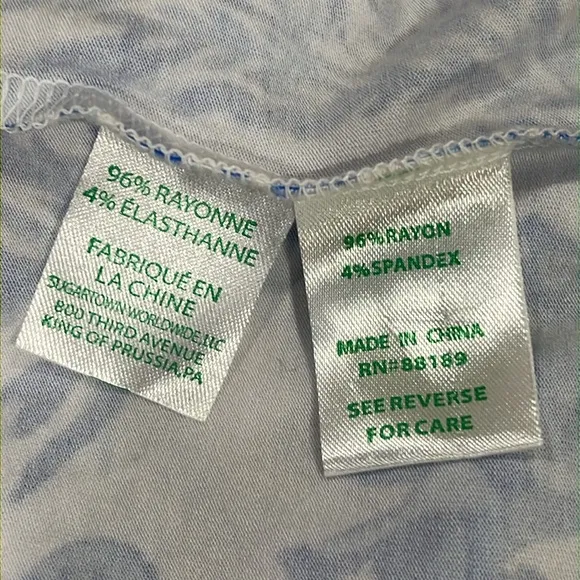 96% RAYONNE
4% ÉLASTHANNE
FABRIQUÉ EN
LA CHINE
SUGARTOWN WORLDWIDE, LLC
800 THIRD AVENUE
KING OF PRUSSIA, PA
96%RAYON
4%SPANDEX
MADE IN CHINA
RN#88189
SEE REVERSE
FOR CARE